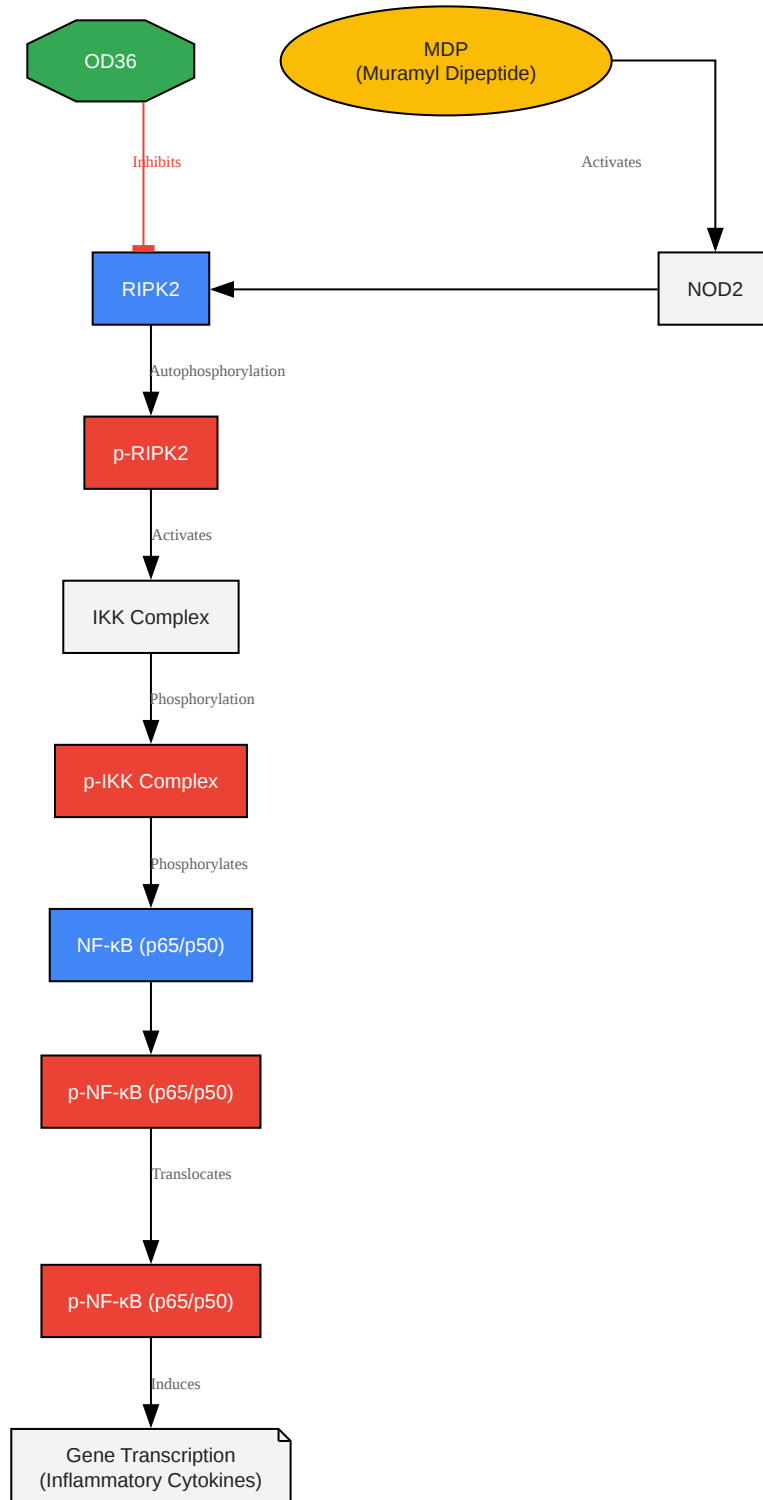 OD36
MDP
(Muramyl Dipeptide)
Inhibits
Activates
RIPK2
NOD2
Autophosphorylation
p-RIPK2
Activates
IKK Complex
Phosphorylation
p-IKK Complex
Phosphorylates
NF-κB (p65/p50)
p-NF-κB (p65/p50)
Translocates
p-NF-κB (p65/p50)
Induces
Gene Transcription
(Inflammatory Cytokines)